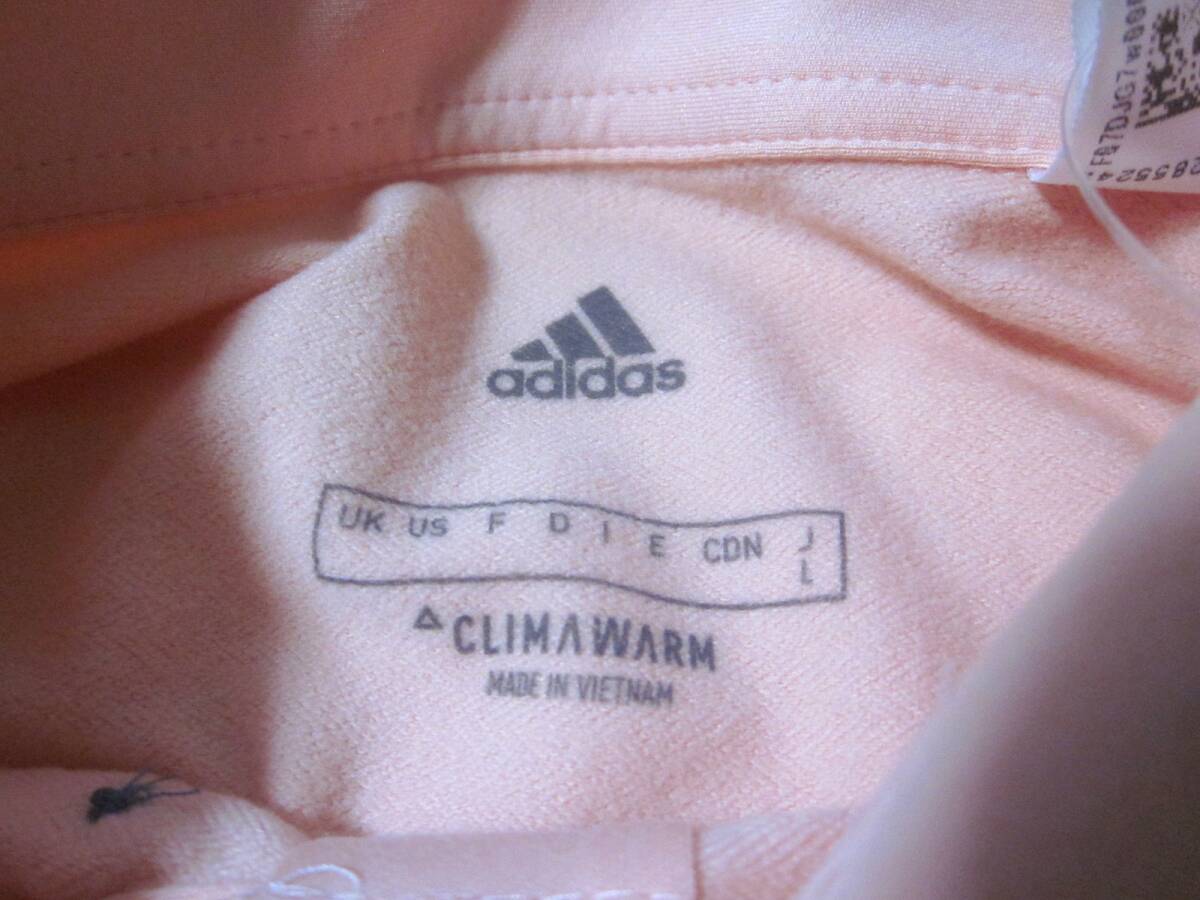 adidas
UK US F D I E CDN J
L
CLIMAWARM
MADE IN VIETNAM